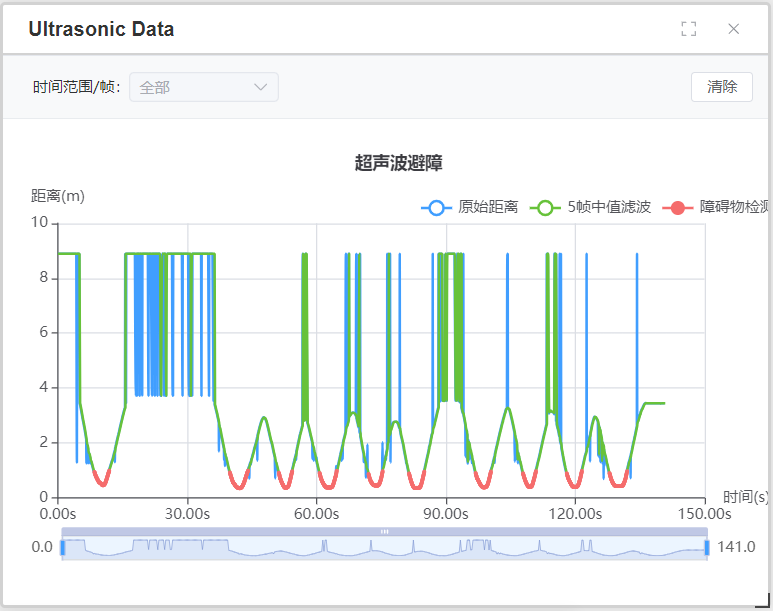 Ultrasonic Data
时间范围/帧: 全部 清除
超声波避障
距离(m)
原始距离 5帧中值滤波 障碍物检测
10
8
6
4
2
0
时间(s)
0.00s 30.00s 60.00s 90.00s 120.00s 150.00s
0.0 141.0